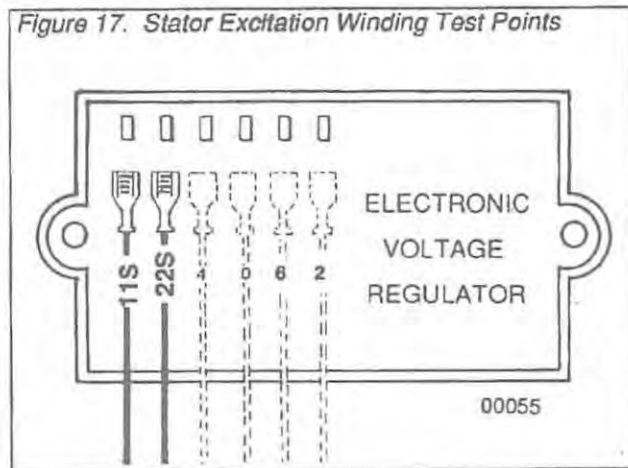 Figure 17. Stator Excitation Winding Test Points
ELECTRONIC
VOLTAGE
REGULATOR
11S 22S 4 0 6 2
00055